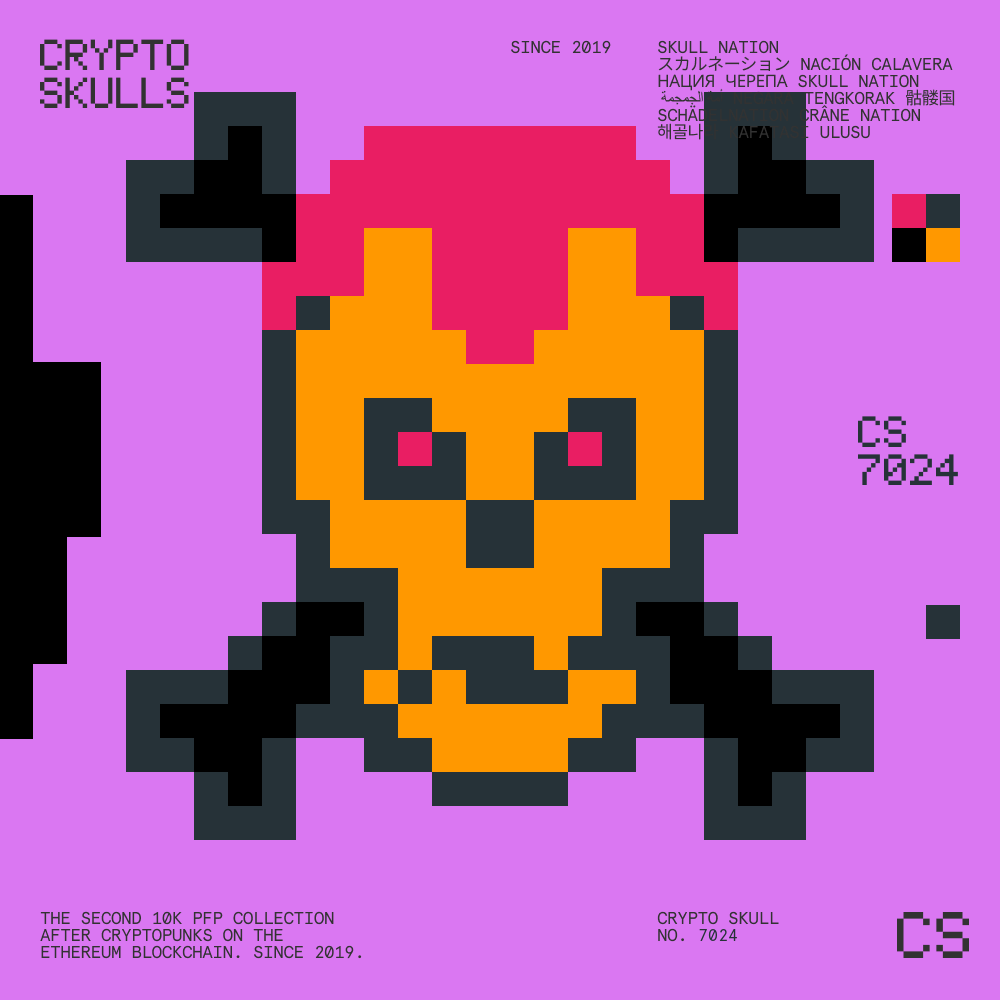 CRYPTO
SKULLS
SINCE 2019
SKULL NATION
スカルネーション NACIÓN CALAVERA
НАЦИЯ ЧЕРЕПА SKULL NATION
الجمجمة TENGKORAK 骷髅国
CRÂNE NATION
해골나 ULUSU
CS
7024
THE SECOND 10K PFP COLLECTION
AFTER CRYPTOPUNKS ON THE
ETHEREUM BLOCKCHAIN. SINCE 2019.
CRYPTO SKULL
NO. 7024
CS